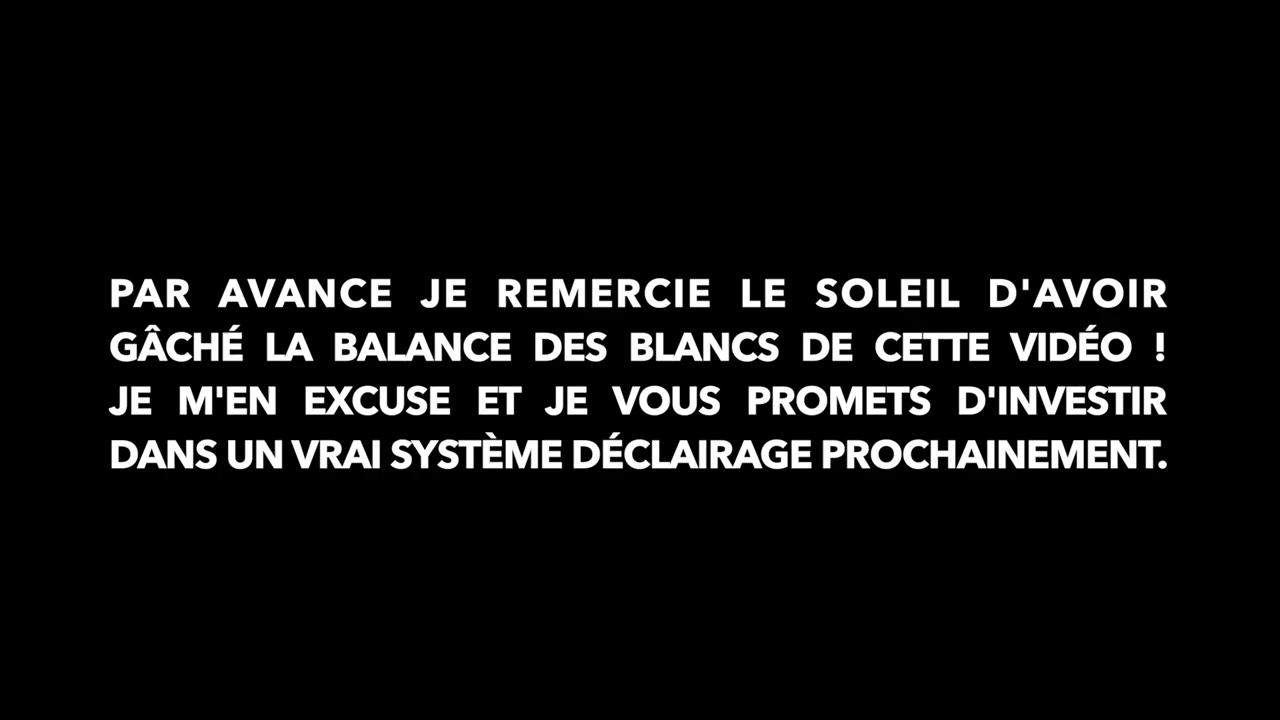 PAR AVANCE JE REMERCIE LE SOLEIL D'AVOIR
GÂCHÉ LA BALANCE DES BLANCS DE CETTE VIDÉO !
JE M'EN EXCUSE ET JE VOUS PROMETS D'INVESTIR
DANS UN VRAI SYSTÈME DÉCLAIRAGE PROCHAINEMENT.